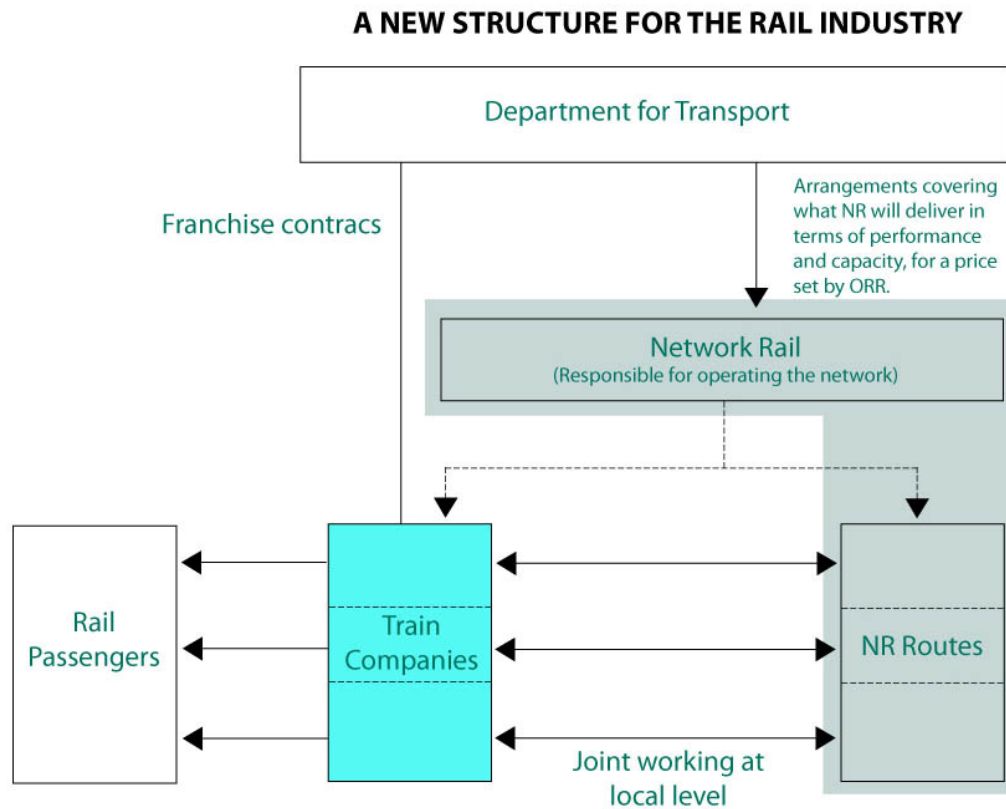 A NEW STRUCTURE FOR THE RAIL INDUSTRY
Department for Transport
Franchise contracs
Arrangements covering
what NR will deliver in
terms of performance
and capacity, for a price
set by ORR.
Network Rail
(Responsible for operating the network)
Rail
Passengers
Train
Companies
NR Routes
Joint working at
local level